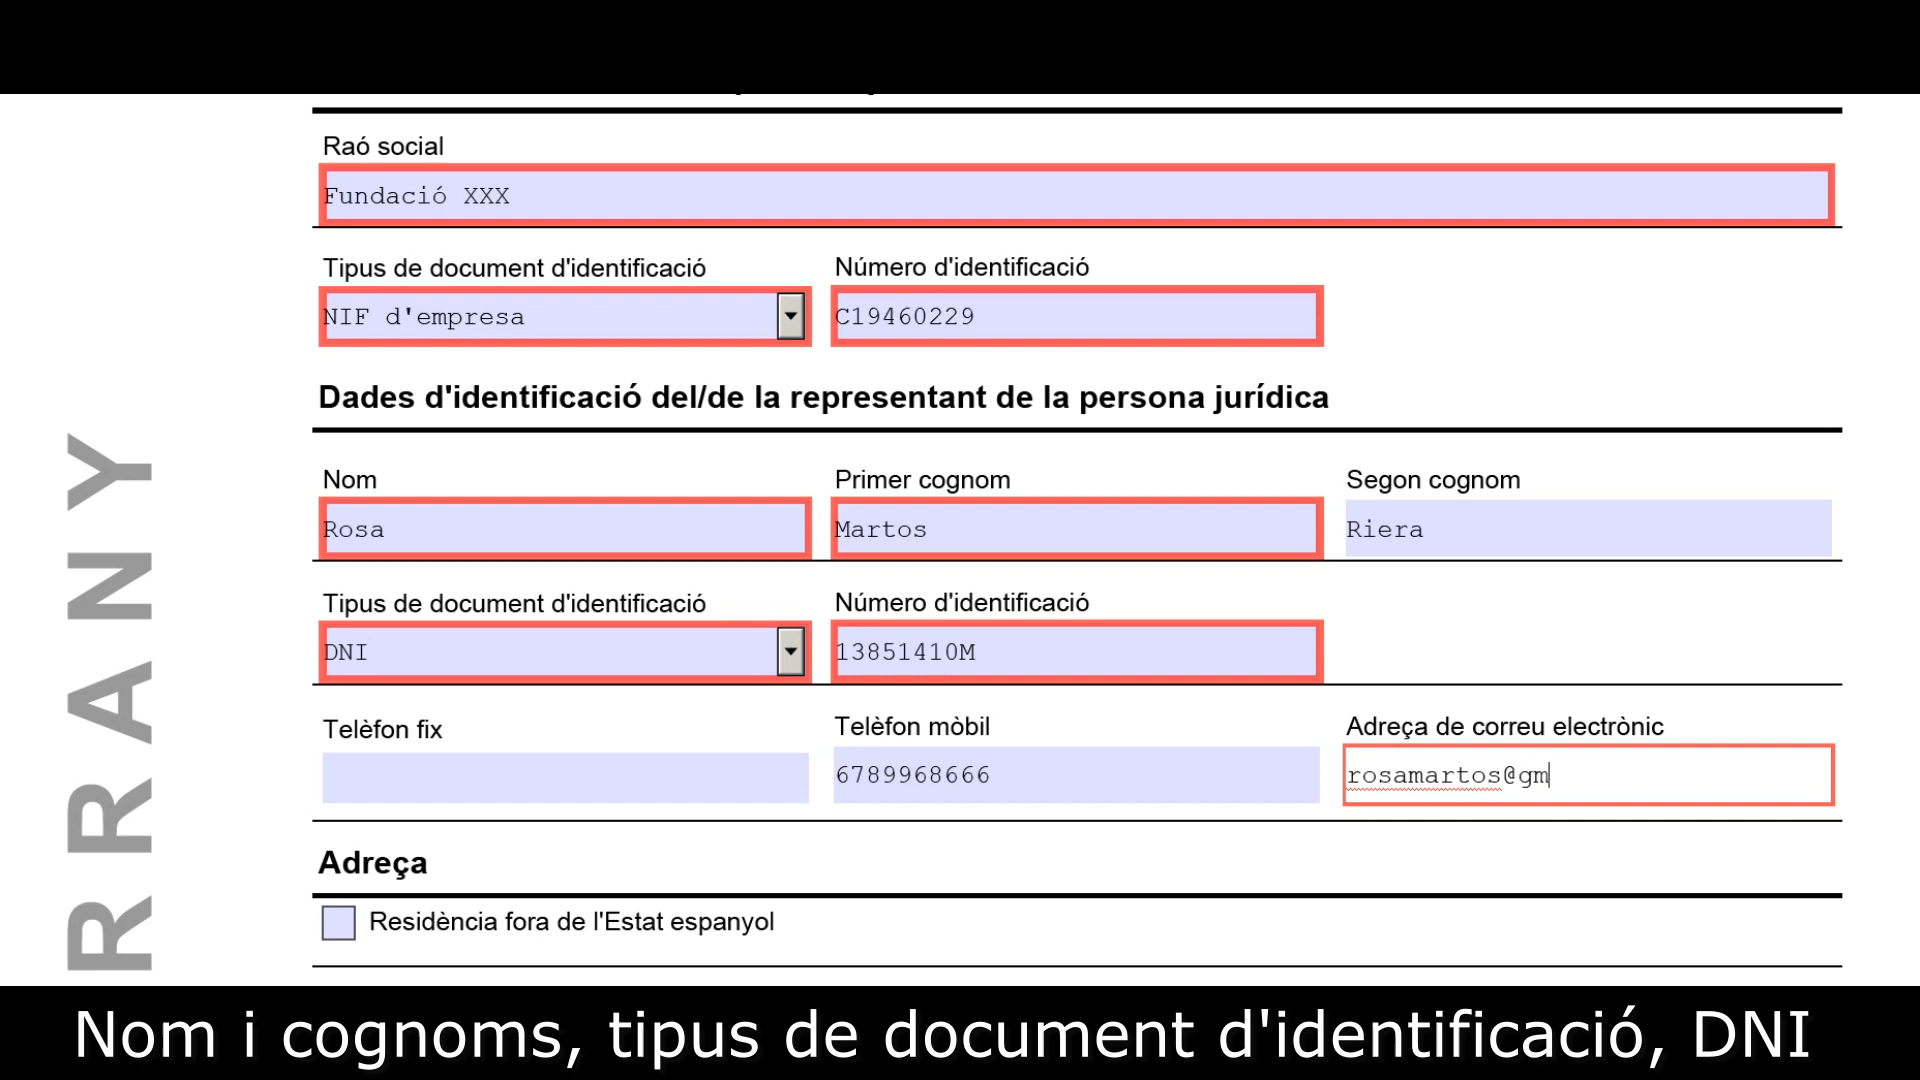 Raó social
Fundació XXX
Tipus de document d'identificació
Número d'identificació
NIF d'empresa
C19460229
Dades d'identificació del/de la representant de la persona jurídica
Nom
Primer cognom
Segon cognom
Rosa
Martos
Riera
Tipus de document d'identificació
Número d'identificació
DNI
13851410M
Telèfon fix
Telèfon mòbil
Adreça de correu electrònic
6789968666
rosamartos@gm
Adreça
Residència fora de l'Estat espanyol
RRANY
Nom i cognoms, tipus de document d'identificació, DNI